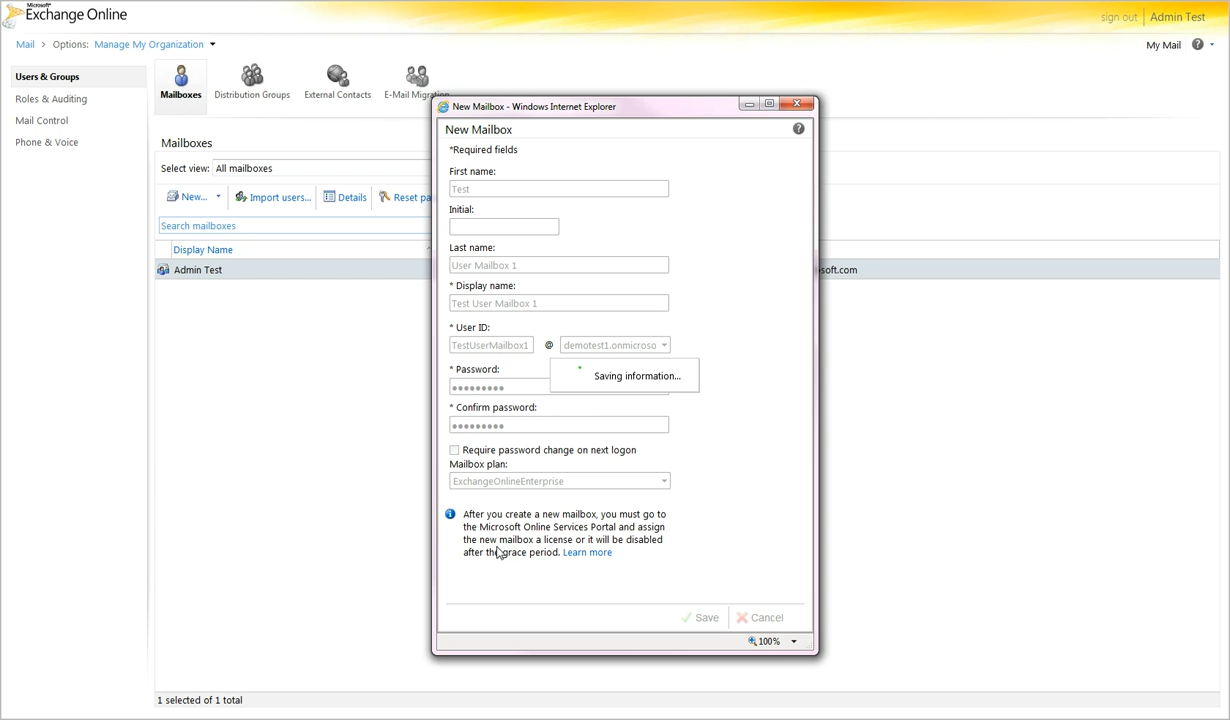 Microsoft®
Exchange Online
sign out | Admin Test
Mail > Options: Manage My Organization
My Mail
Users & Groups
Roles & Auditing
Mail Control
Phone & Voice
Mailboxes
Distribution Groups
External Contacts
E-Mail Migration
Mailboxes
Select view: All mailboxes
New...
Import users...
Details
Reset pa
Search mailboxes
Display Name
Admin Test
soft.com
1 selected of 1 total
New Mailbox - Windows Internet Explorer
New Mailbox
*Required fields
First name:
Test
Initial:
Last name:
User Mailbox 1
* Display name:
Test User Mailbox 1
* User ID:
TestUserMailbox1 @ demotest1.onmicroso
* Password:
Saving information...
* Confirm password:
Require password change on next logon
Mailbox plan:
ExchangeOnlineEnterprise
After you create a new mailbox, you must go to
the Microsoft Online Services Portal and assign
the new mailbox a license or it will be disabled
after the grace period. Learn more
Save
Cancel
100%